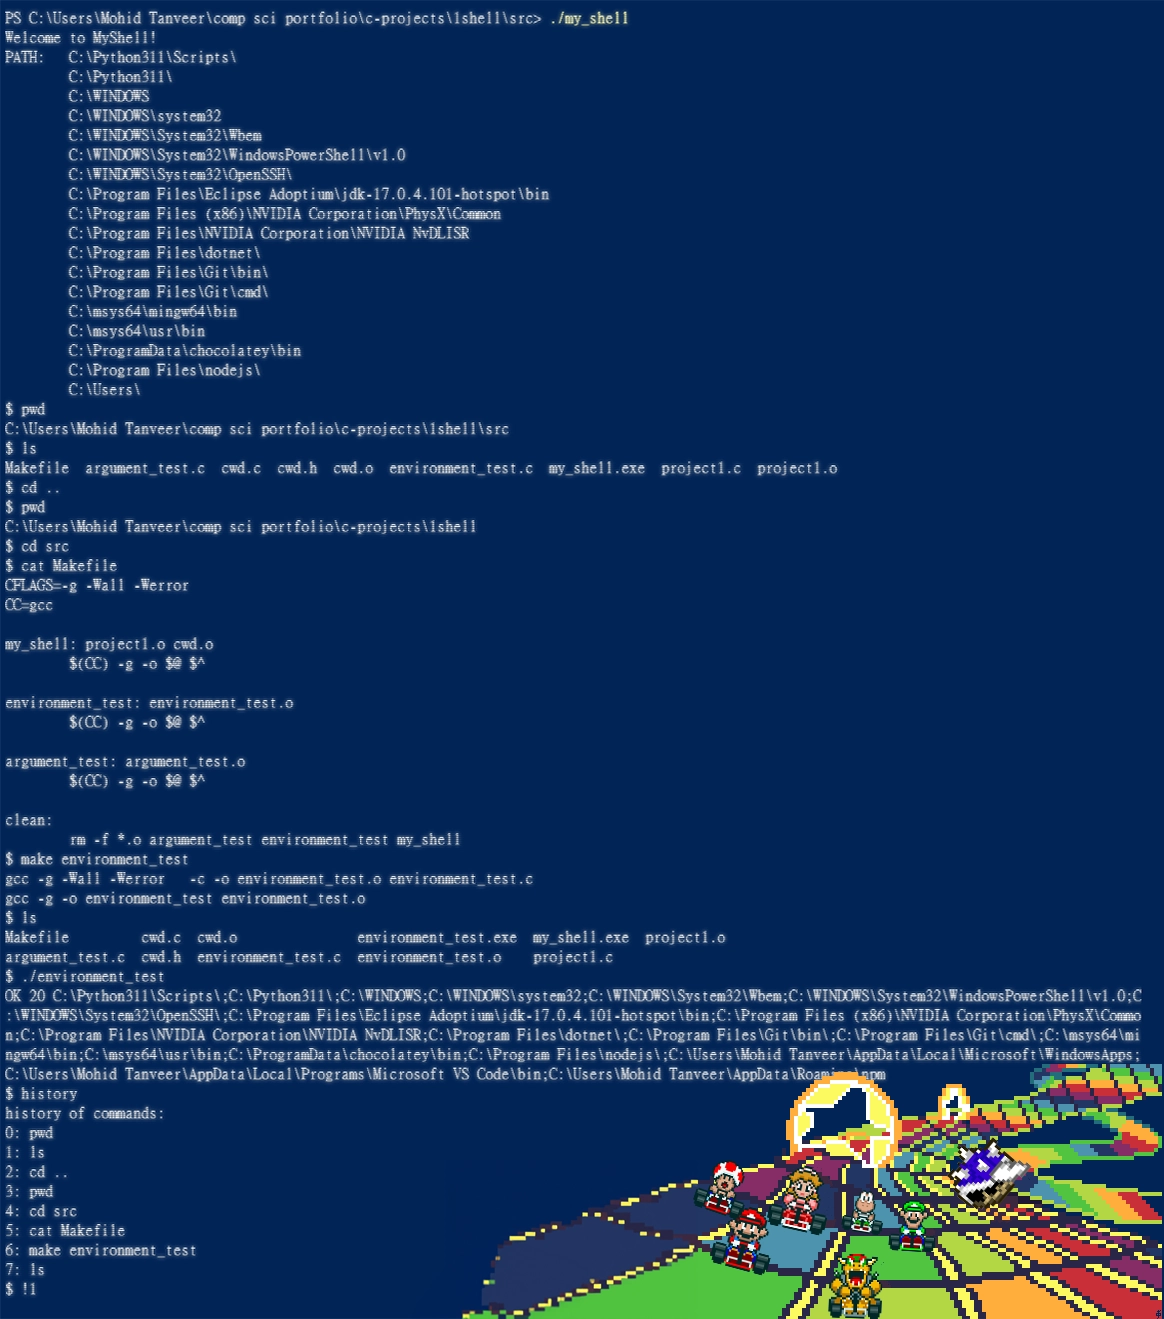 PS C:\Users\Mohid Tanveer\comp sci portfolio\c-projects\1shell\src> ./my_shell
Welcome to MyShell!
PATH:   C:\Python311\Scripts\
        C:\Python311\
        C:\WINDOWS
        C:\WINDOWS\system32
        C:\WINDOWS\System32\Wbem
        C:\WINDOWS\System32\WindowsPowerShell\v1.0
        C:\WINDOWS\System32\OpenSSH\
        C:\Program Files\Eclipse Adoptium\jdk-17.0.4.101-hotspot\bin
        C:\Program Files (x86)\NVIDIA Corporation\PhysX\Common
        C:\Program Files\NVIDIA Corporation\NVIDIA NvDLISR
        C:\Program Files\dotnet\
        C:\Program Files\Git\bin\
        C:\Program Files\Git\cmd\
        C:\msys64\mingw64\bin
        C:\msys64\usr\bin
        C:\ProgramData\chocolatey\bin
        C:\Program Files\nodejs\
        C:\Users\
$ pwd
C:\Users\Mohid Tanveer\comp sci portfolio\c-projects\1shell\src
$ ls
Makefile  argument_test.c  cwd.c  cwd.h  cwd.o  environment_test.c  my_shell.exe  project1.c  project1.o
$ cd ..
$ pwd
C:\Users\Mohid Tanveer\comp sci portfolio\c-projects\1shell
$ cd src
$ cat Makefile
CFLAGS=-g -Wall -Werror
CC=gcc

my_shell: project1.o cwd.o
        $(CC) -g -o $@ $^

environment_test: environment_test.o
        $(CC) -g -o $@ $^

argument_test: argument_test.o
        $(CC) -g -o $@ $^

clean:
        rm -f *.o argument_test environment_test my_shell
$ make environment_test
gcc -g -Wall -Werror   -c -o environment_test.o environment_test.c
gcc -g -o environment_test environment_test.o
$ ls
Makefile         cwd.c  cwd.o               environment_test.exe  my_shell.exe  project1.o
argument_test.c  cwd.h  environment_test.c  environment_test.o    project1.c
$ ./environment_test
OK 20 C:\Python311\Scripts\;C:\Python311\;C:\WINDOWS;C:\WINDOWS\system32;C:\WINDOWS\System32\Wbem;C:\WINDOWS\System32\WindowsPowerShell\v1.0;C
:\WINDOWS\System32\OpenSSH\;C:\Program Files\Eclipse Adoptium\jdk-17.0.4.101-hotspot\bin;C:\Program Files (x86)\NVIDIA Corporation\PhysX\Commo
n;C:\Program Files\NVIDIA Corporation\NVIDIA NvDLISR;C:\Program Files\dotnet\;C:\Program Files\Git\bin\;C:\Program Files\Git\cmd\;C:\msys64\mi
ngw64\bin;C:\msys64\usr\bin;C:\ProgramData\chocolatey\bin;C:\Program Files\nodejs\;C:\Users\Mohid Tanveer\AppData\Local\Microsoft\WindowsApps;
C:\Users\Mohid Tanveer\AppData\Local\Programs\Microsoft VS Code\bin;C:\Users\Mohid Tanveer\AppData\Roaming\npm
$ history
history of commands:
0: pwd
1: ls
2: cd ..
3: pwd
4: cd src
5: cat Makefile
6: make environment_test
7: ls
$ !1